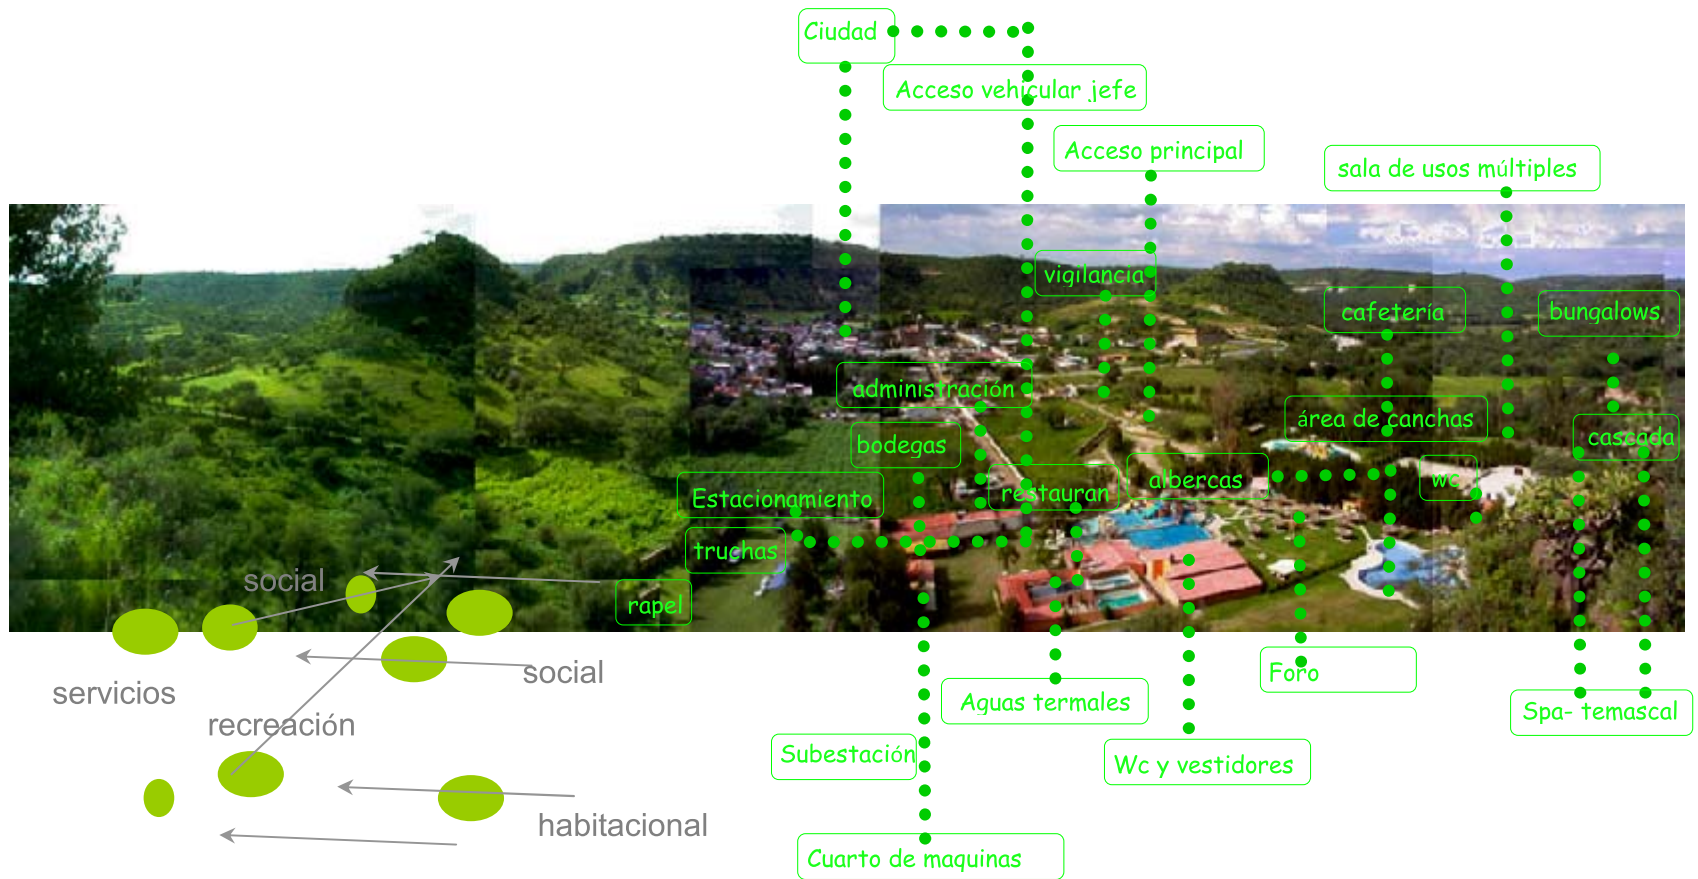 Ciudad
Acceso vehicular jefe
Acceso principal
sala de usos múltiples
vigilancia
cafetería
bungalows
administración
área de canchas
bodegas
cascada
albercas
wc
restauran
Estacionamiento
truchas
social
rapel
social
Foro
servicios
Aguas termales
Spa- temascal
recreación
Subestación
Wc y vestidores
habitacional
Cuarto de maquinas